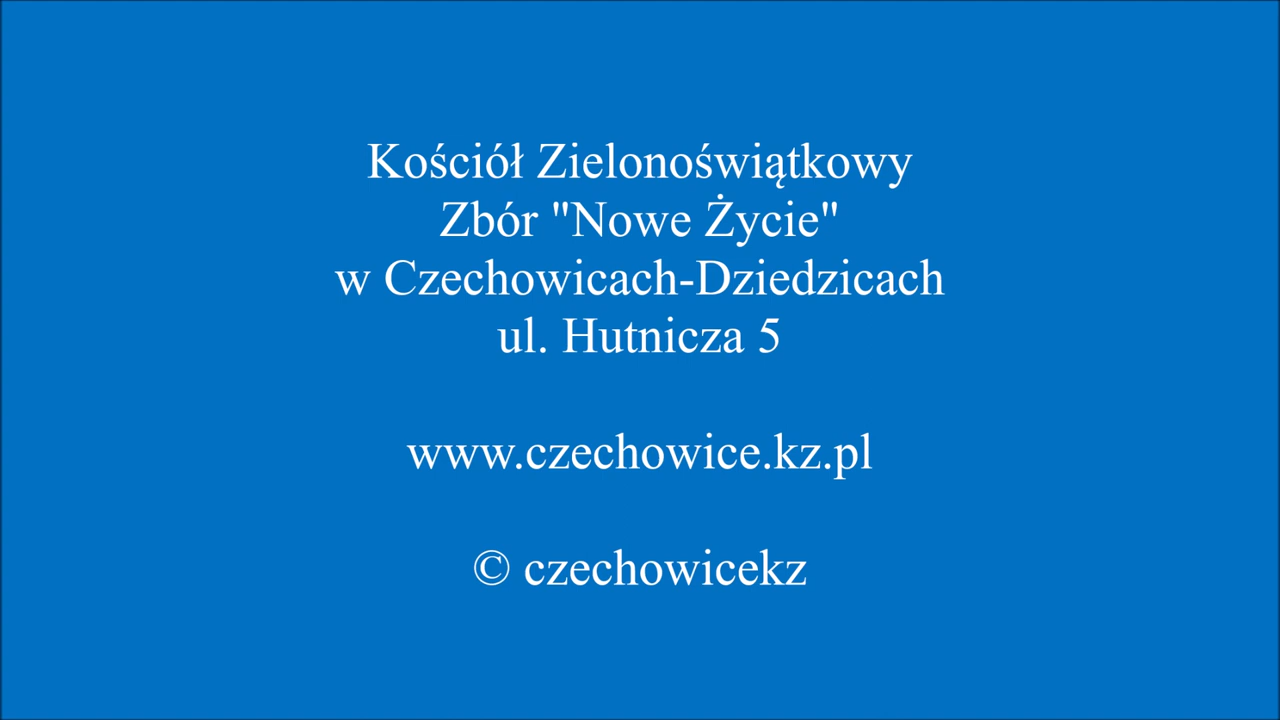 Kościół Zielonoświątkowy
Zbór "Nowe Życie"
w Czechowicach-Dziedzicach
ul. Hutnicza 5
www.czechowice.kz.pl
© czechowicekz